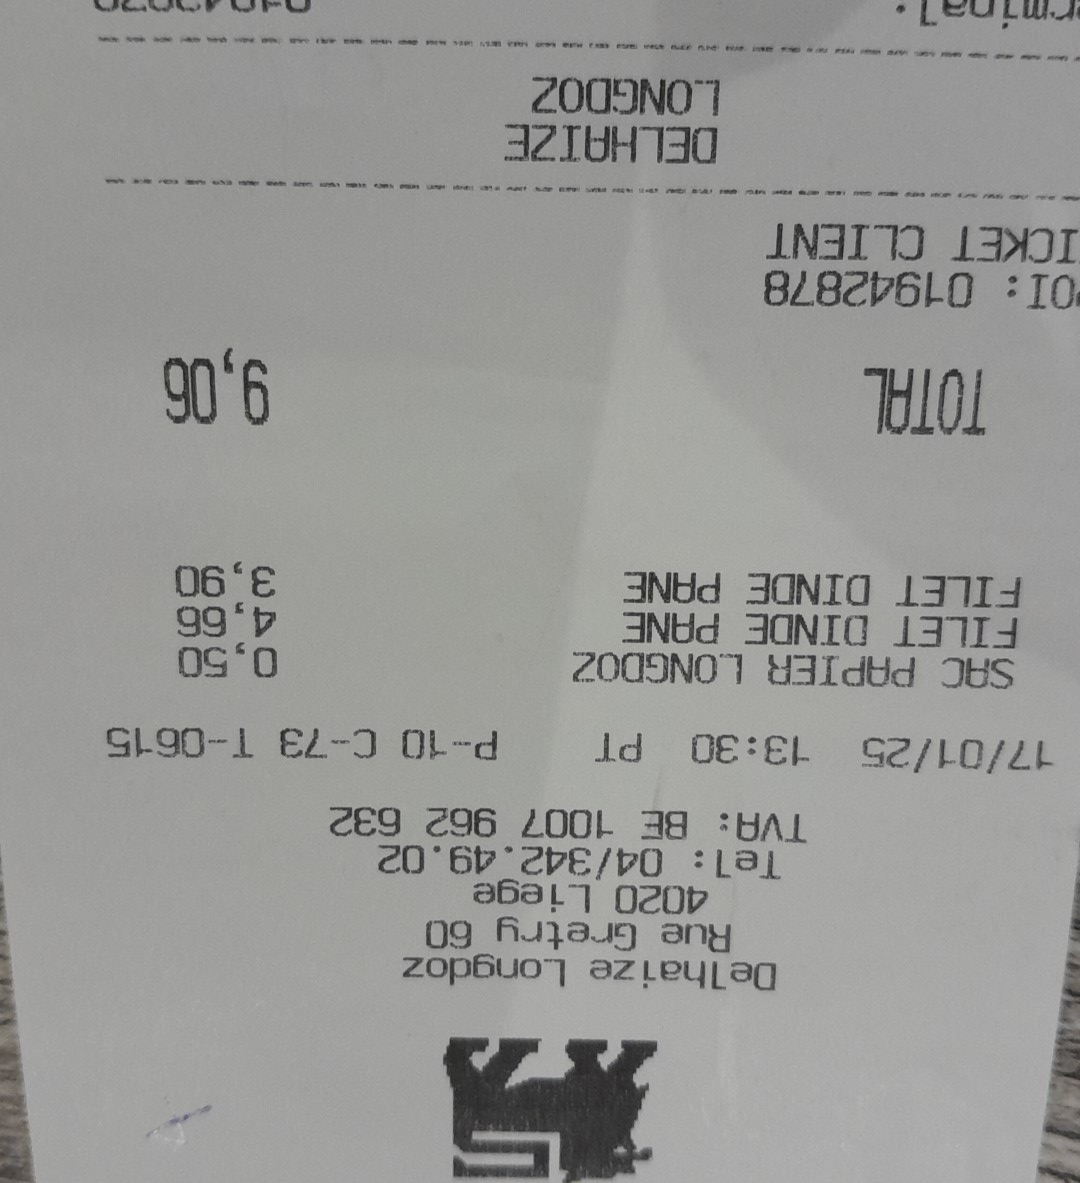 Delhaize Longdoz
Rue Gretry 60
4020 Liege
Tel: 04/342.49.02
TVA: BE 1007 962 632
17/01/25 13:30 PT P-10 C-73 T-0615
SAC PAPIER LONGDOZ 0,50
FILET DINDE PANE 4,66
FILET DINDE PANE 3,90
TOTAL 9,06
POI: 01942878
ICKET CLIENT
DELHAIZE
LONGDOZ